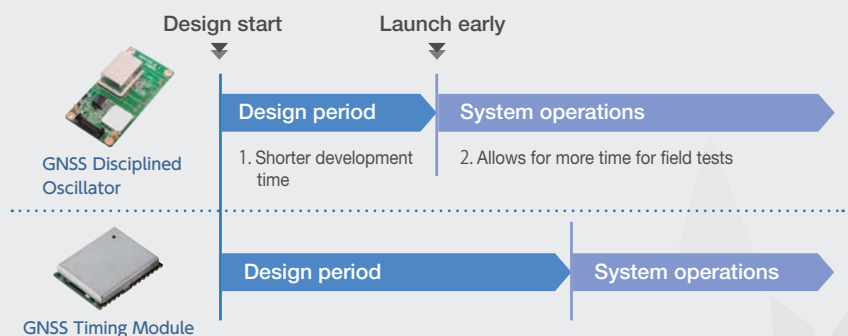 Design start
Launch early
Design period
System operations
GNSS Disciplined
Oscillator
1. Shorter development
time
2. Allows for more time for field tests
Design period
System operations
GNSS Timing Module